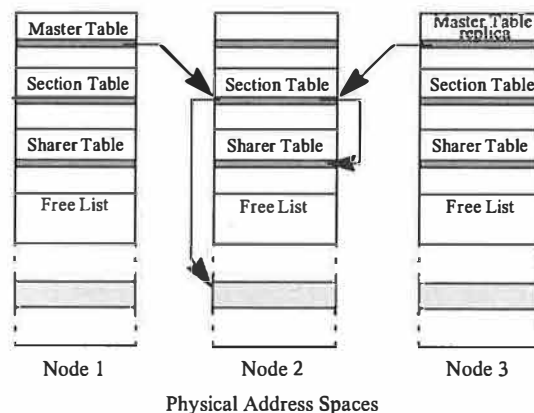 Master Table
Master Table
replica
Section Table
Section Table
Section Table
Sharer Table
Sharer Table
Sharer Table
Free List
Free List
Free List
Node 1
Node 2
Node 3
Physical Address Spaces